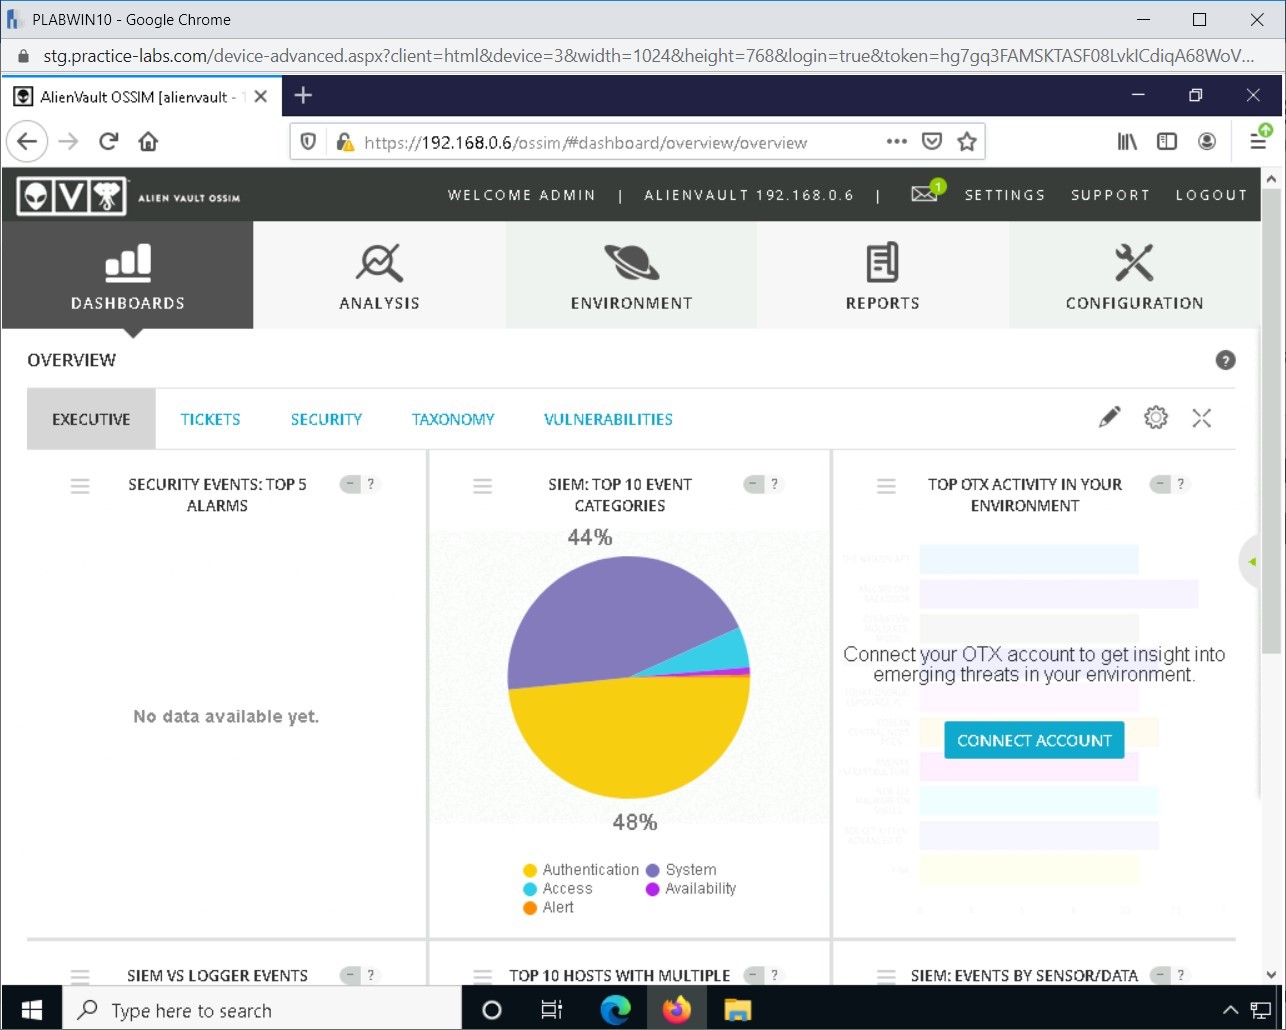 PLABWIN10 - Google Chrome
stg.practice-labs.com/device-advanced.aspx?client=html&device=3&width=1024&height=768&login=true&token=hg7gq3FAMSKTASF08LvkICdiqA68WoV...
AlienVault OSSIM [alienvault -
https://192.168.0.6/ossim/#dashboard/overview/overview
V ALIEN VAULT OSSIM WELCOME ADMIN | ALIENVAULT 192.168.0.6 | 1 SETTINGS SUPPORT LOGOUT
DASHBOARDS ANALYSIS ENVIRONMENT REPORTS CONFIGURATION
OVERVIEW ?
EXECUTIVE TICKETS SECURITY TAXONOMY VULNERABILITIES
SECURITY EVENTS: TOP 5 - ?
ALARMS
SIEM: TOP 10 EVENT - ?
CATEGORIES
TOP OTX ACTIVITY IN YOUR - ?
ENVIRONMENT
No data available yet.
44%
48%
Authentication System
Access Availability
Alert
Connect your OTX account to get insight into
emerging threats in your environment.
CONNECT ACCOUNT
SIEM VS LOGGER EVENTS - ?
TOP 10 HOSTS WITH MULTIPLE - ?
SIEM: EVENTS BY SENSOR/DATA - ?
Type here to search